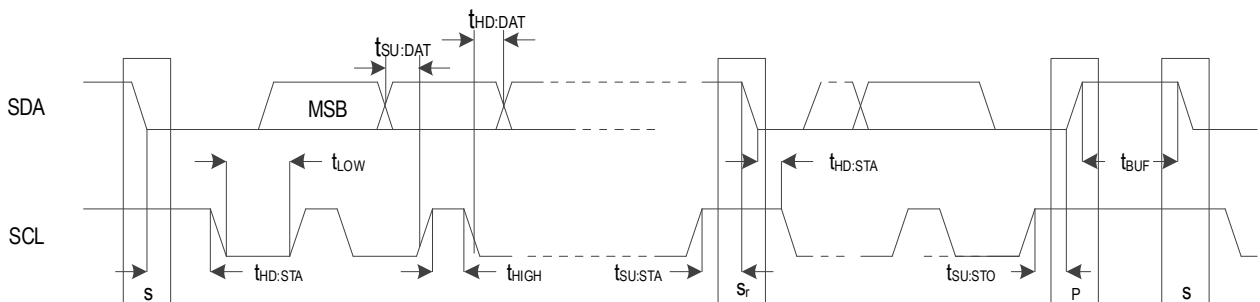 tHD:DAT
tSU:DAT
SDA
MSB
tLOW
tHD:STA
tBUF
SCL
tHD:STA
tHIGH
tSU:STA
tSU:STO
S
Sr
P
S